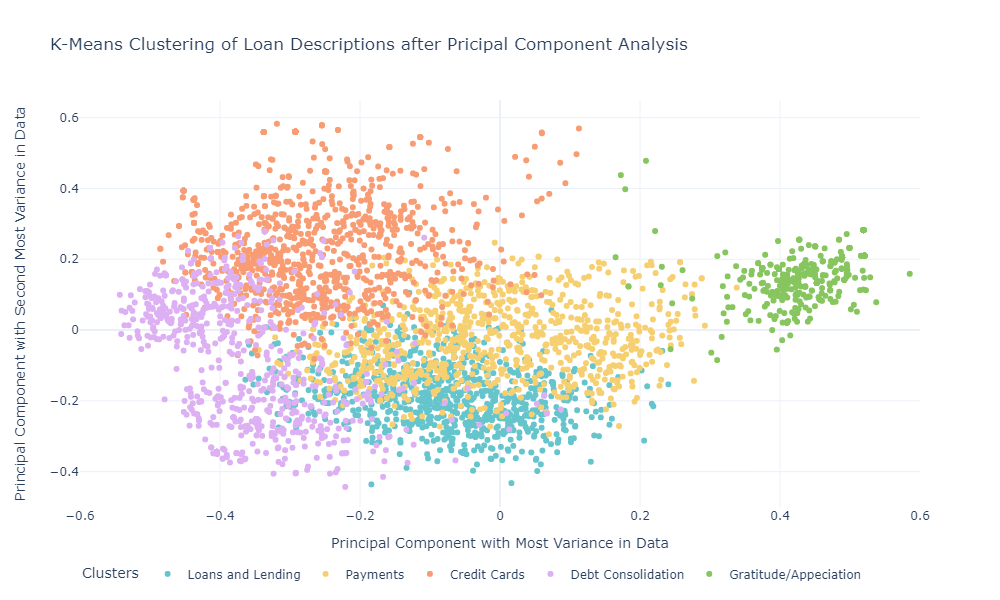 K-Means Clustering of Loan Descriptions after Pricipal Component Analysis
Principal Component with Second Most Variance in Data
0.6
0.4
0.2
0
−0.2
−0.4
−0.6 −0.4 −0.2 0 0.2 0.4 0.6
Principal Component with Most Variance in Data
Clusters Loans and Lending Payments Credit Cards Debt Consolidation Gratitude/Appeciation